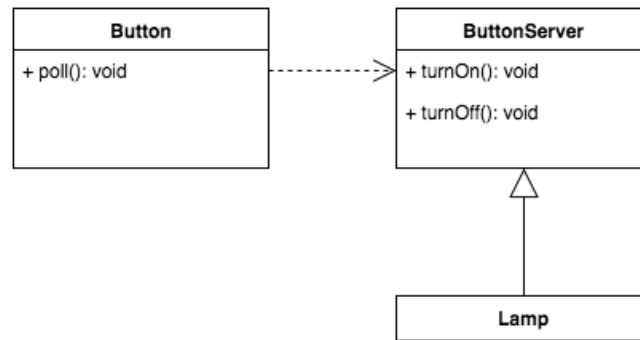 Button
+ poll(): void
ButtonServer
+ turnOn(): void
+ turnOff(): void
Lamp